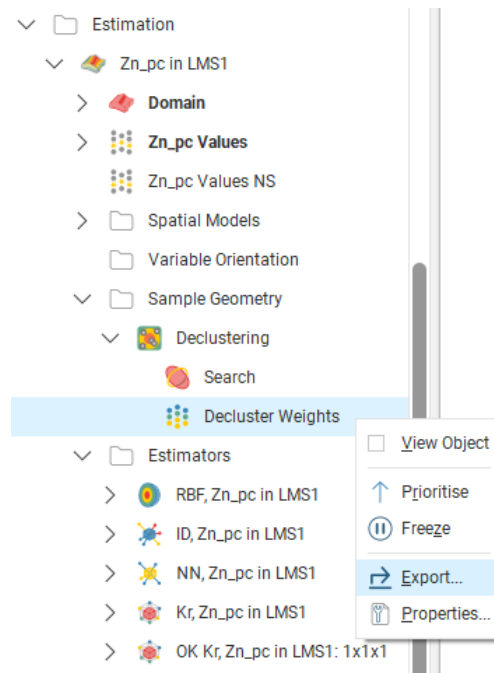 Estimation
Zn_pc in LMS1
Domain
Zn_pc Values
Zn_pc Values NS
Spatial Models
Variable Orientation
Sample Geometry
Declustering
Search
Decluster Weights
View Object
Estimators
Prioritise
RBF, Zn_pc in LMS1
Freeze
ID, Zn_pc in LMS1
NN, Zn_pc in LMS1
Export...
Kr, Zn_pc in LMS1
Properties...
OK Kr, Zn_pc in LMS1: 1x1x1